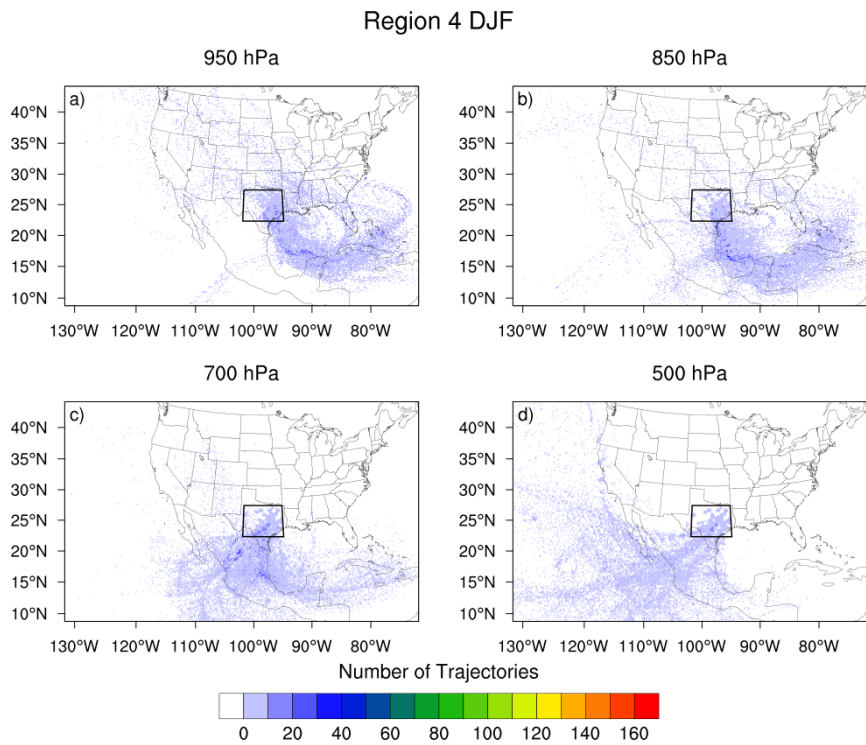 Region 4 DJF
950 hPa 850 hPa
a) b)
40°N 40°N
35°N 35°N
30°N 30°N
25°N 25°N
20°N 20°N
15°N 15°N
10°N 10°N
130°W 120°W 110°W 100°W 90°W 80°W 130°W 120°W 110°W 100°W 90°W 80°W
700 hPa 500 hPa
c) d)
40°N 40°N
35°N 35°N
30°N 30°N
25°N 25°N
20°N 20°N
15°N 15°N
10°N 10°N
130°W 120°W 110°W 100°W 90°W 80°W 130°W 120°W 110°W 100°W 90°W 80°W
Number of Trajectories
0 20 40 60 80 100 120 140 160